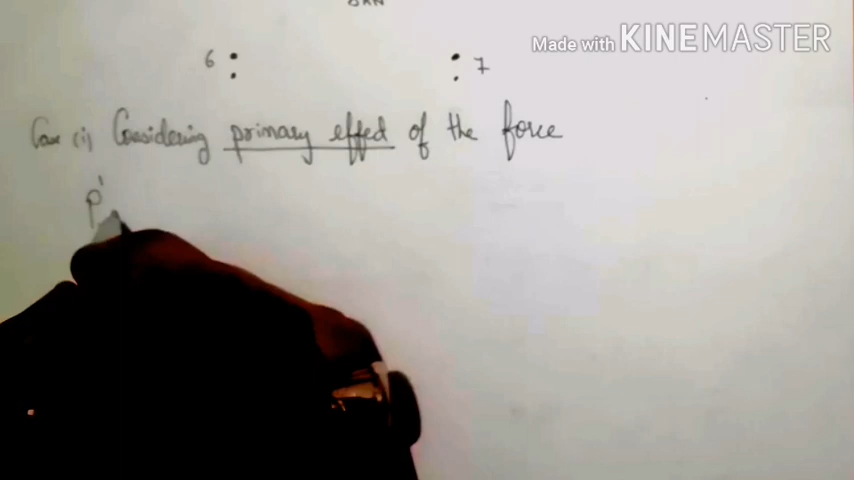 Made with KINEMASTER
6 :
: 7
Case (i) Considering primary effect of the force
p'